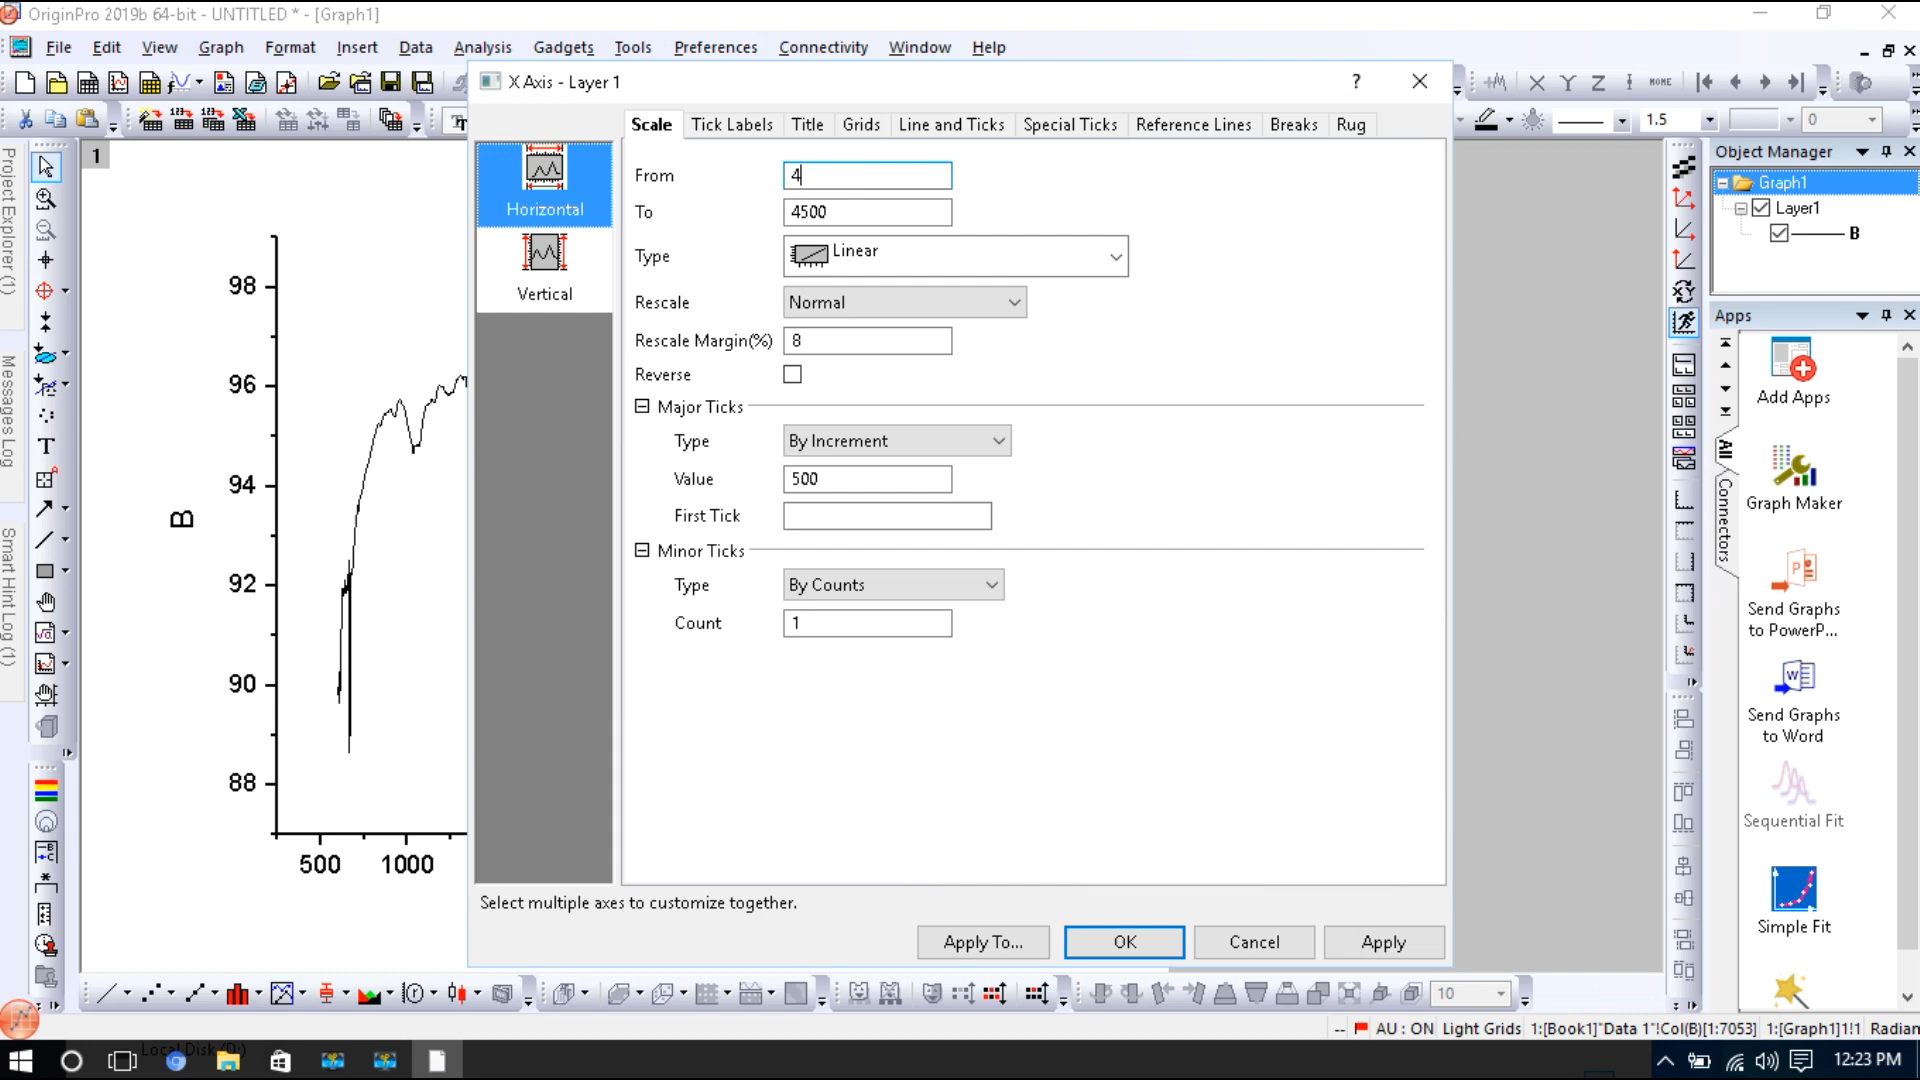 OriginPro 2019b 64-bit - UNTITLED * - [Graph1]
File Edit View Graph Format Insert Data Analysis Gadgets Tools Preferences Connectivity Window Help
X Axis - Layer 1
?
HOME
1.5
0
Scale Tick Labels Title Grids Line and Ticks Special Ticks Reference Lines Breaks Rug
Horizontal
Vertical
From 4
To 4500
Type Linear
Rescale Normal
Rescale Margin(%) 8
Reverse
Major Ticks
Type By Increment
Value 500
First Tick
Minor Ticks
Type By Counts
Count 1
Select multiple axes to customize together.
Apply To... OK Cancel Apply
Project Explorer (1)
Messages Log
Smart Hint Log (1)
1
98
96
94
92
90
88
B
500 1000
Object Manager
Graph1
Layer1
B
Apps
All
Connectors
Add Apps
Graph Maker
Send Graphs
to PowerP...
Send Graphs
to Word
Sequential Fit
Simple Fit
10
-- AU : ON Light Grids 1:[Book1]"Data 1"!Col(B)[1:7053] 1:[Graph1]1!1 Radian
Local Disk (D:)
12:23 PM